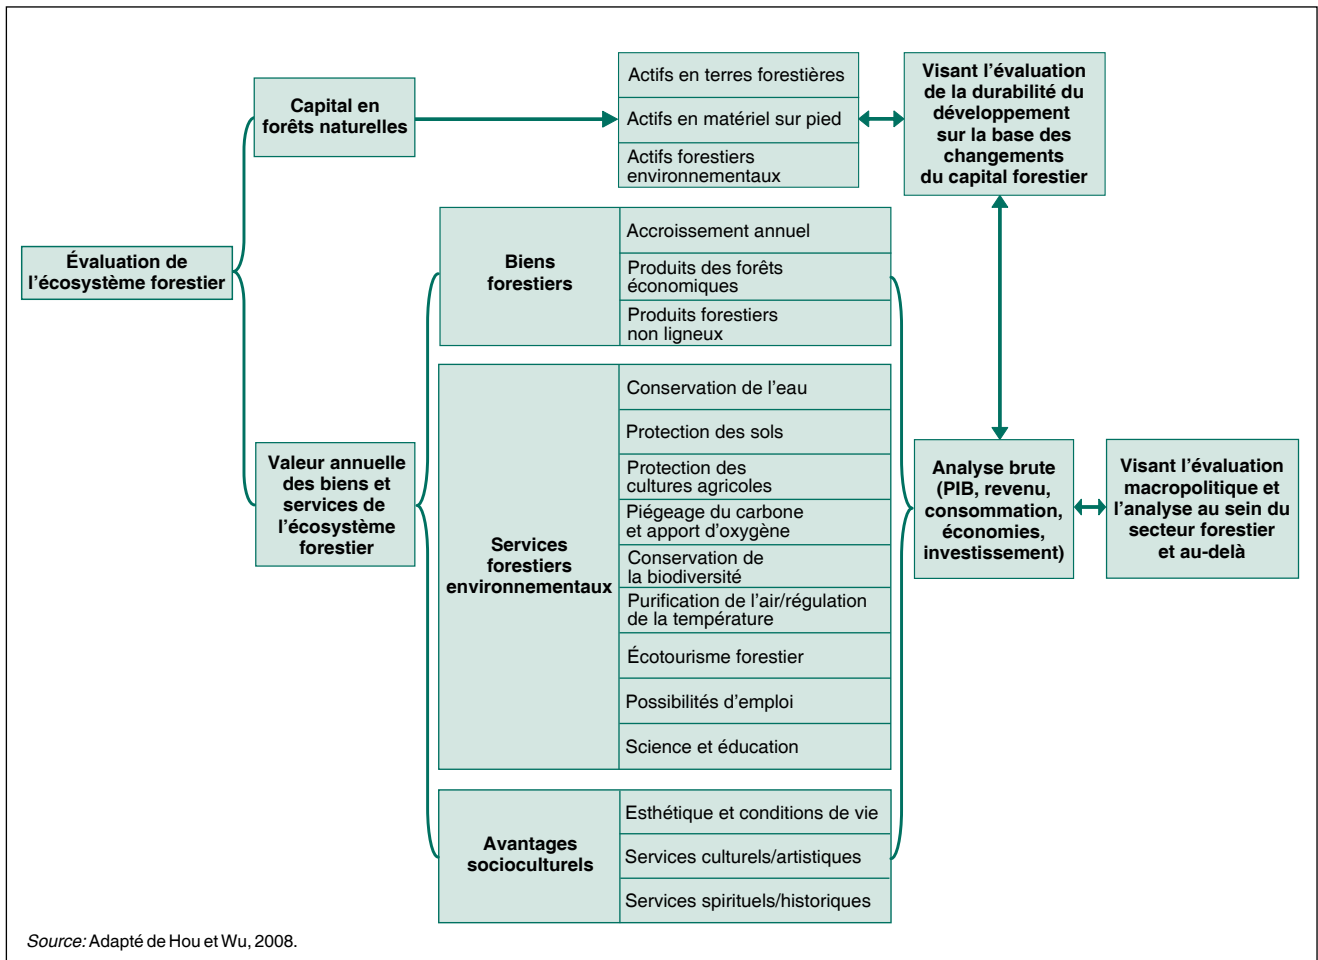 Évaluation de
l'écosystème forestier
Capital en
forêts naturelles
Actifs en terres forestières
Actifs en matériel sur pied
Actifs forestiers
environnementaux
Visant l'évaluation
de la durabilité du
développement
sur la base des
changements
du capital forestier
Valeur annuelle
des biens et
services de
l'écosystème
forestier
Biens
forestiers
Accroissement annuel
Produits des forêts
économiques
Produits forestiers
non ligneux
Services
forestiers
environnementaux
Conservation de l'eau
Protection des sols
Protection des
cultures agricoles
Piégeage du carbone
et apport d'oxygène
Conservation de
la biodiversité
Purification de l'air/régulation
de la température
Écotourisme forestier
Possibilités d'emploi
Science et éducation
Avantages
socioculturels
Esthétique et conditions de vie
Services culturels/artistiques
Services spirituels/historiques
Analyse brute
(PIB, revenu,
consommation,
économies,
investissement)
Visant l'évaluation
macropolitique et
l'analyse au sein du
secteur forestier
et au-delà
Source: Adapté de Hou et Wu, 2008.